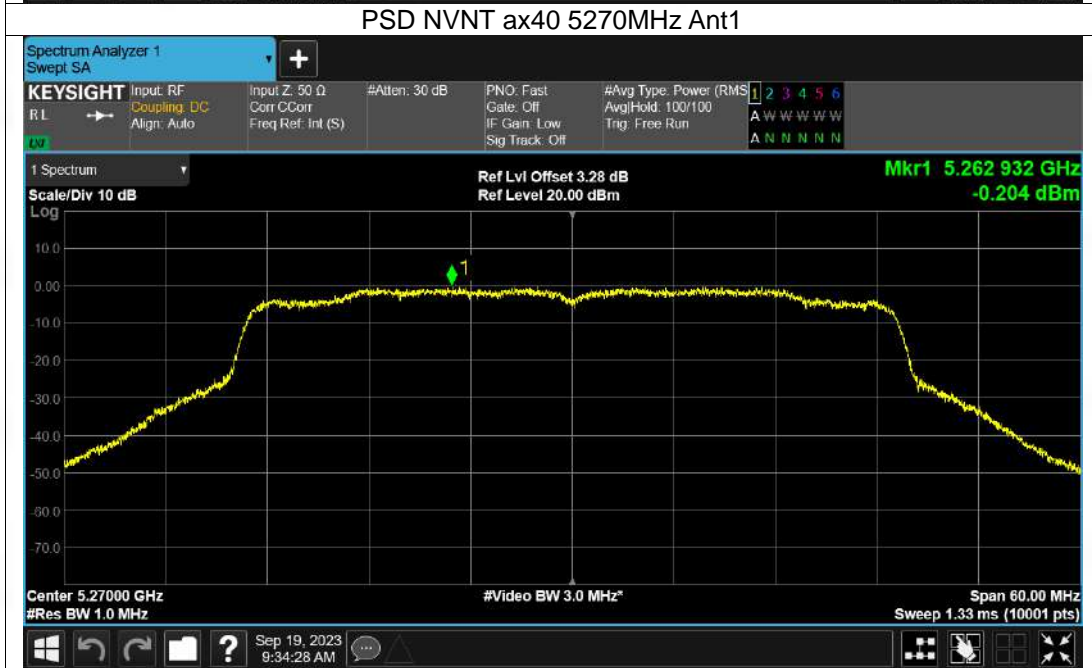 PSD NVNT ax40 5270MHz Ant1
Spectrum Analyzer 1
Swept SA
+
KEYSIGHT
RL
LXI
Input: RF
Coupling: DC
Align: Auto
Input Z: 50 Ω
Corr CCorr
Freq Ref: Int (S)
#Atten: 30 dB
PNO: Fast
Gate: Off
IF Gain: Low
Sig Track: Off
#Avg Type: Power (RMS
Avg|Hold: 100/100
Trig: Free Run
1 2 3 4 5 6
A W W W W W
A N N N N N
1 Spectrum
Scale/Div 10 dB
Log
Ref Lvl Offset 3.28 dB
Ref Level 20.00 dBm
Mkr1 5.262 932 GHz
-0.204 dBm
10.0
0.00
-10.0
-20.0
-30.0
-40.0
-50.0
-60.0
-70.0
1
Center 5.27000 GHz
#Res BW 1.0 MHz
#Video BW 3.0 MHz*
Span 60.00 MHz
Sweep 1.33 ms (10001 pts)
?
Sep 19, 2023
9:34:28 AM